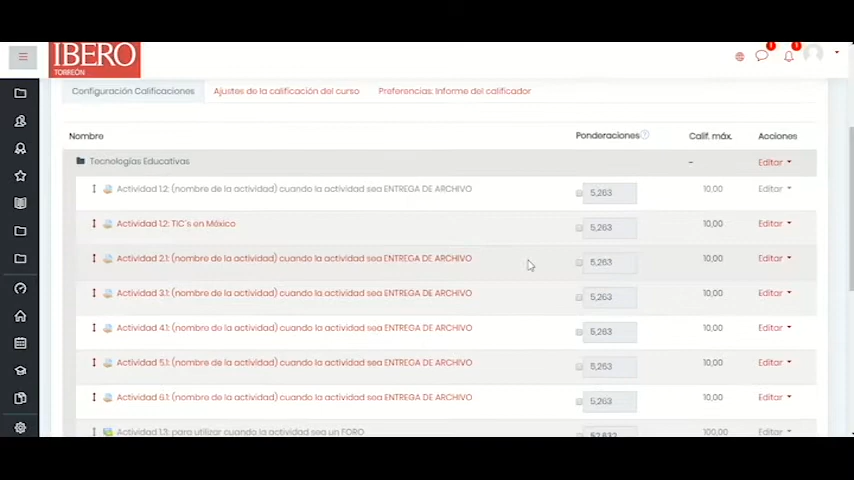 IBERO
TORREÓN
1
1
Configuración Calificaciones
Ajustes de la calificación del curso
Preferencias: Informe del calificador
Nombre
Ponderaciones
Calif. máx.
Acciones
Tecnologías Educativas
-
Editar
Actividad 1.2: (nombre de la actividad) cuando la actividad sea ENTREGA DE ARCHIVO
5,263
10,00
Editar
Actividad 1.2: TIC´s en México
5,263
10,00
Editar
Actividad 2.1: (nombre de la actividad) cuando la actividad sea ENTREGA DE ARCHIVO
5,263
10,00
Editar
Actividad 3.1: (nombre de la actividad) cuando la actividad sea ENTREGA DE ARCHIVO
5,263
10,00
Editar
Actividad 4.1: (nombre de la actividad) cuando la actividad sea ENTREGA DE ARCHIVO
5,263
10,00
Editar
Actividad 5.1: (nombre de la actividad) cuando la actividad sea ENTREGA DE ARCHIVO
5,263
10,00
Editar
Actividad 6.1: (nombre de la actividad) cuando la actividad sea ENTREGA DE ARCHIVO
5,263
10,00
Editar
Actividad 1.3: para utilizar cuando la actividad sea un FORO
52,632
100,00
Editar